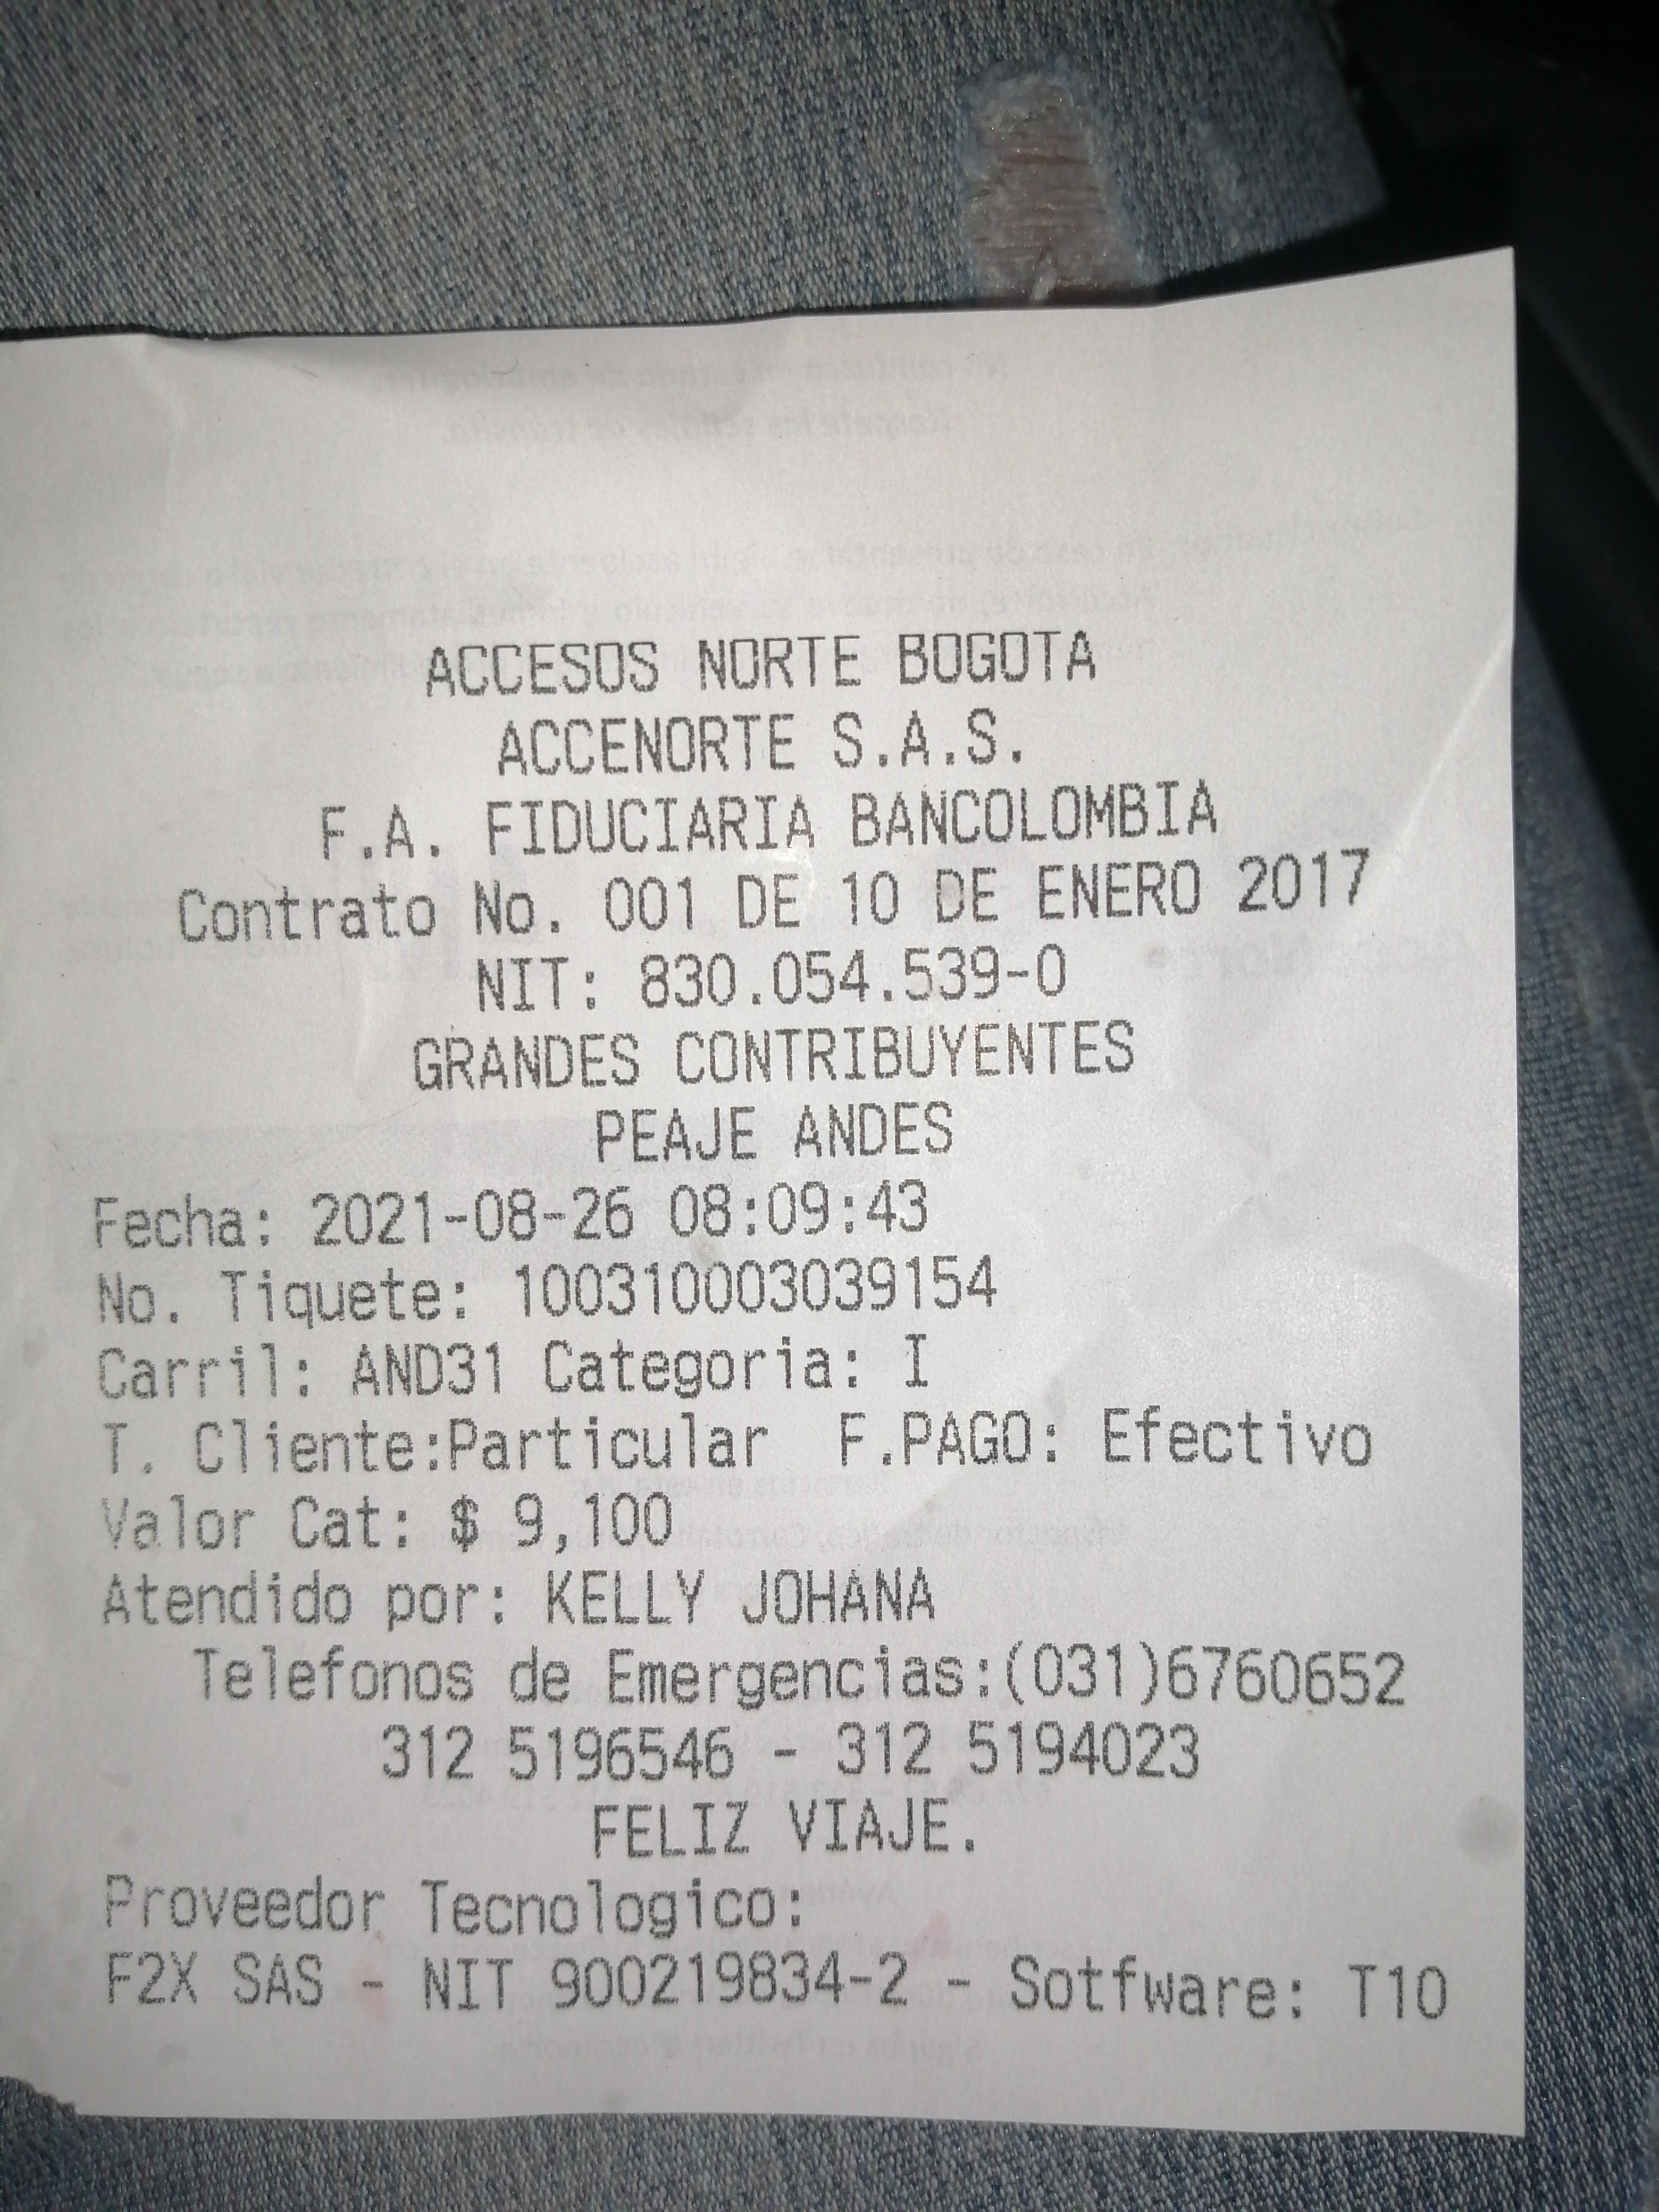 ACCESOS NORTE BOGOTA
ACCENORTE S.A.S.
F.A. FIDUCIARIA BANCOLOMBIA
Contrato No. 001 DE 10 DE ENERO 2017
NIT: 830.054.539-0
GRANDES CONTRIBUYENTES
PEAJE ANDES
Fecha: 2021-08-26 08:09:43
No. Tiquete: 100310003039154
Carril: AND31 Categoria: I
T. Cliente:Particular F.PAGO: Efectivo
Valor Cat: $ 9,100
Atendido por: KELLY JOHANA
Telefonos de Emergencias:(031)6760652
312 5196546 - 312 5194023
FELIZ VIAJE.
Proveedor Tecnologico:
F2X SAS - NIT 900219834-2 - Sotfware: T10